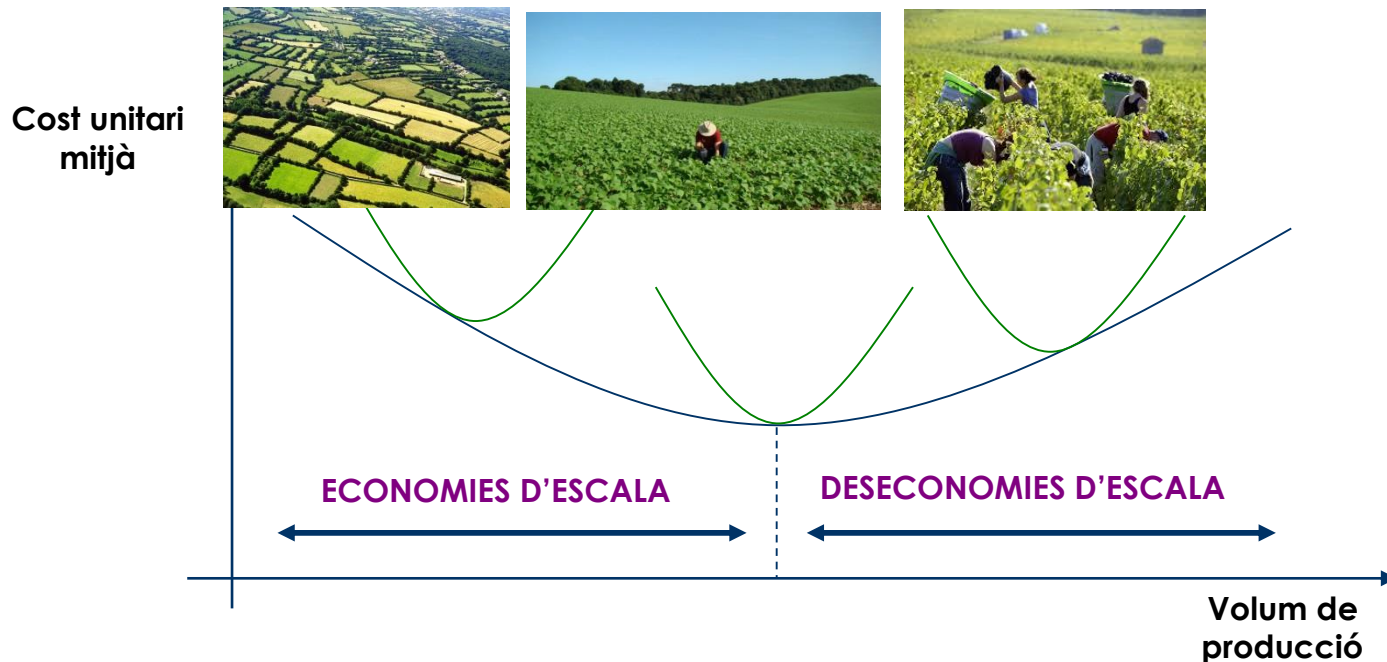 Cost unitari
mitjà
ECONOMIES D’ESCALA
DESECONOMIES D’ESCALA
Volum de
producció